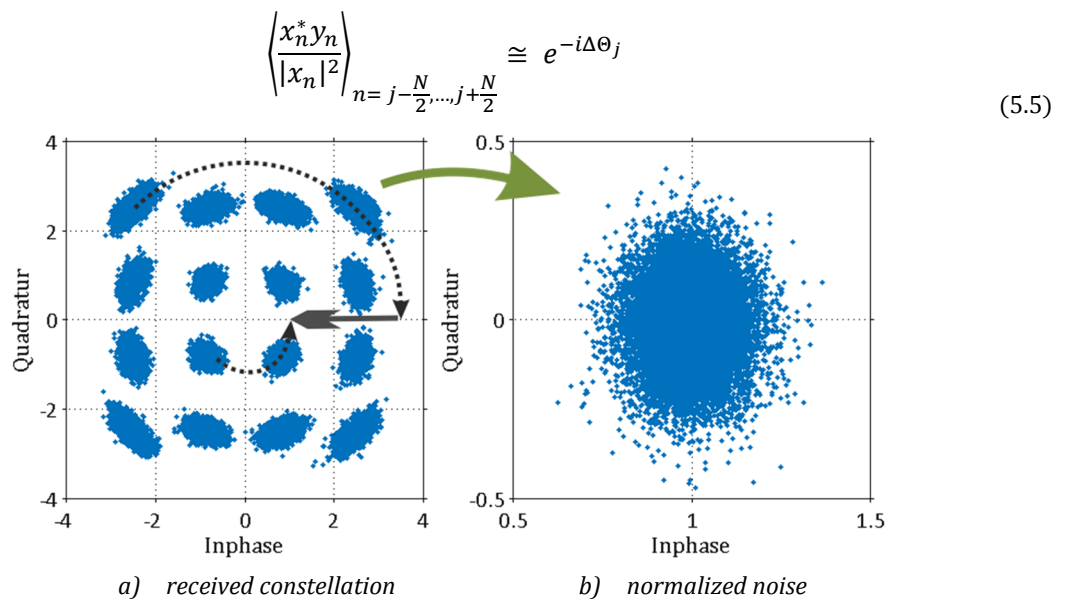 ⟨x*ₙyₙ / |xₙ|²⟩ n= j−N/2,…,j+N/2 ≅ e^(−iΔΘⱼ)
(5.5)
4
2
0
-2
-4
-4 -2 0 2 4
Quadratur
Inphase
0.5
0
-0.5
0.5 1 1.5
Quadratur
Inphase
a) received constellation
b) normalized noise